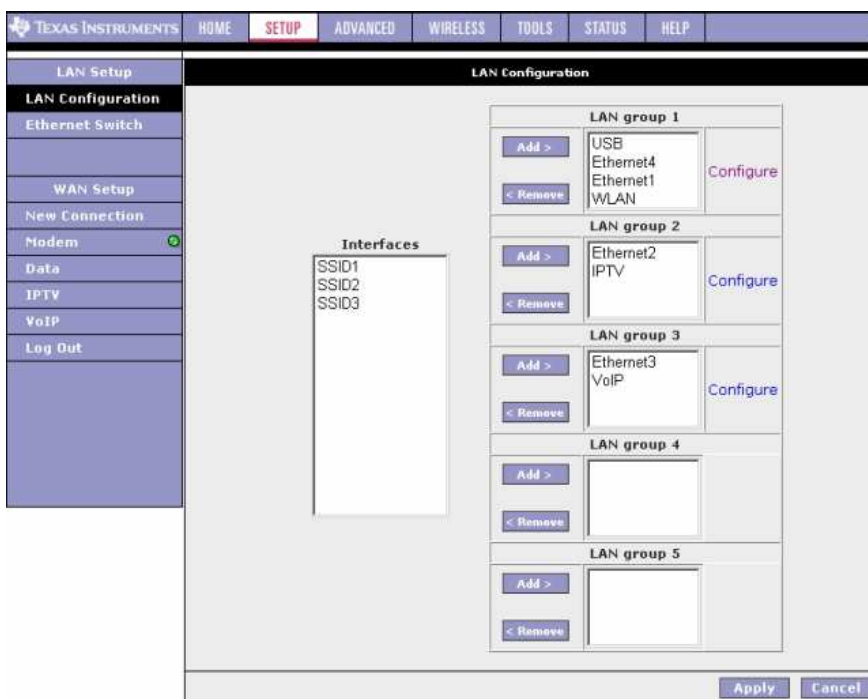 TEXAS INSTRUMENTS HOME SETUP ADVANCED WIRELESS TOOLS STATUS HELP
LAN Setup
LAN Configuration
Ethernet Switch
WAN Setup
New Connection
Modem
Data
IPTV
VoIP
Log Out
LAN Configuration
Interfaces
SSID1
SSID2
SSID3
LAN group 1
Add >
< Remove
USB
Ethernet4
Ethernet1
WLAN
Configure
LAN group 2
Add >
< Remove
Ethernet2
IPTV
Configure
LAN group 3
Add >
< Remove
Ethernet3
VoIP
Configure
LAN group 4
Add >
< Remove
LAN group 5
Add >
< Remove
Apply Cancel